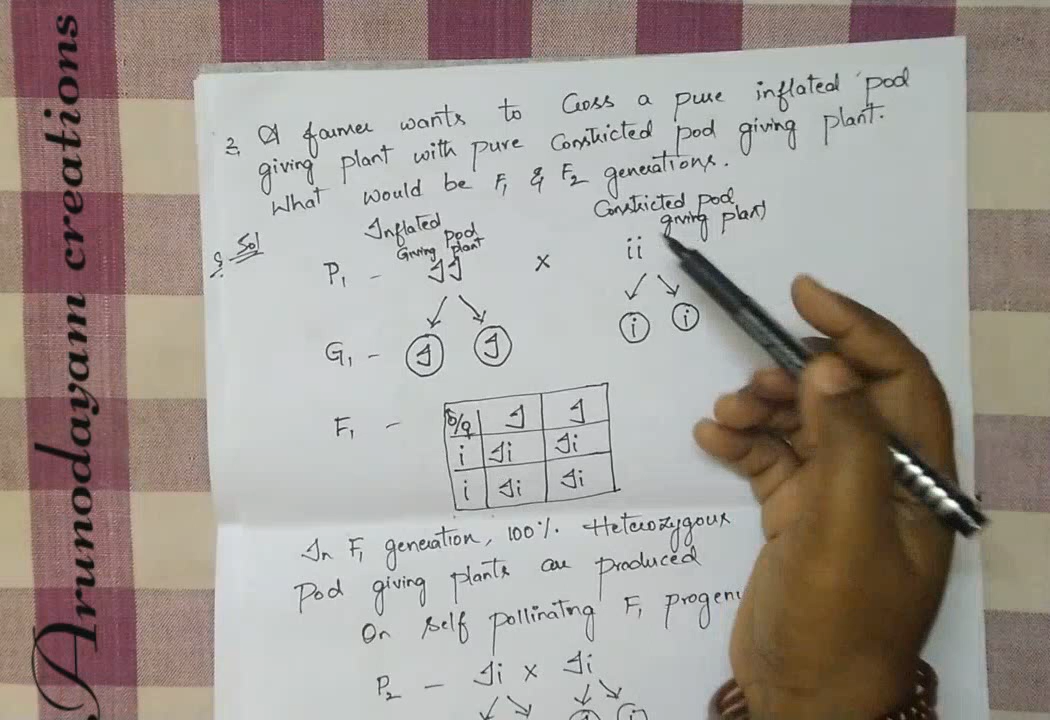 Arunodayam creations
2, A farmer wants to Cross a pure inflated pod
giving plant with pure Constricted pod giving plant.
What would be F1 & F2 generations.
Sol
Inflated
Giving pod
plant
Constricted pod
giving plant
P1 - II x ii
I I i i
G1 -
F1 -
♂/♀ I I
i Ii Ii
i Ii Ii
In F1 generation, 100%. Heterozygous
Pod giving plants are produced
On self pollinating F1 progeny
P2 - Ii x Ii